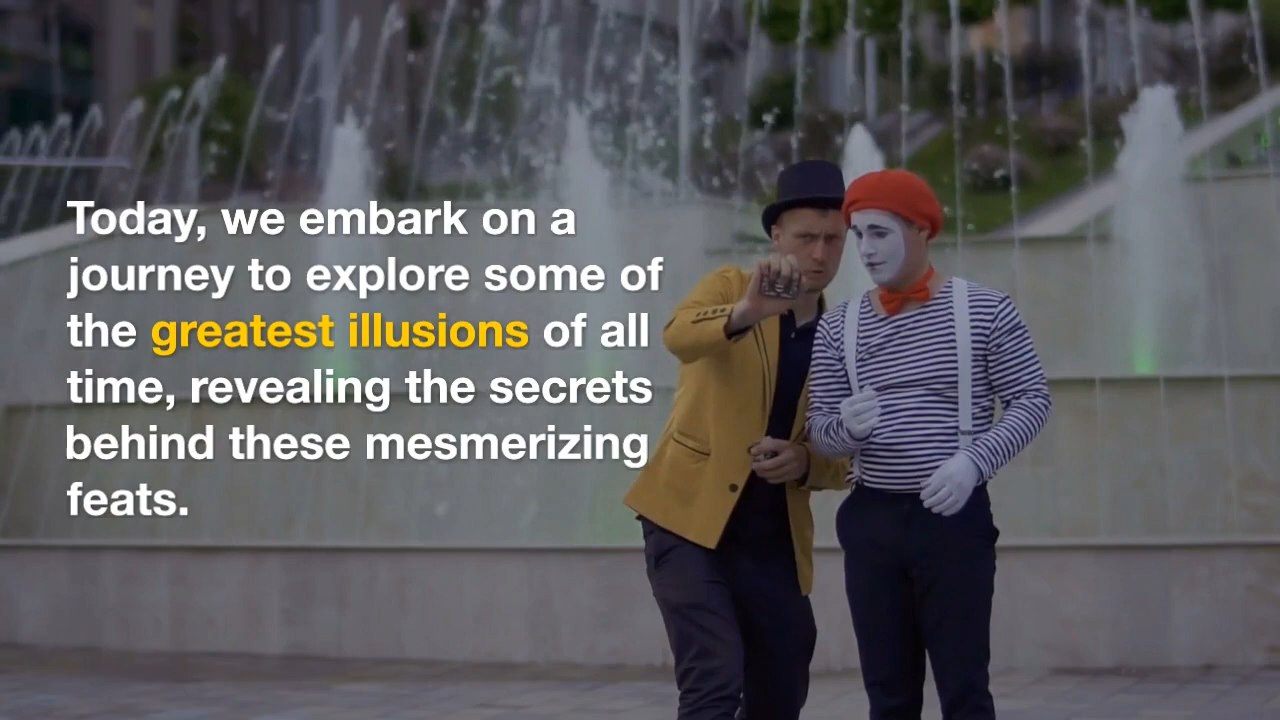 Today, we embark on a
journey to explore some of
the greatest illusions of all
time, revealing the secrets
behind these mesmerizing
feats.